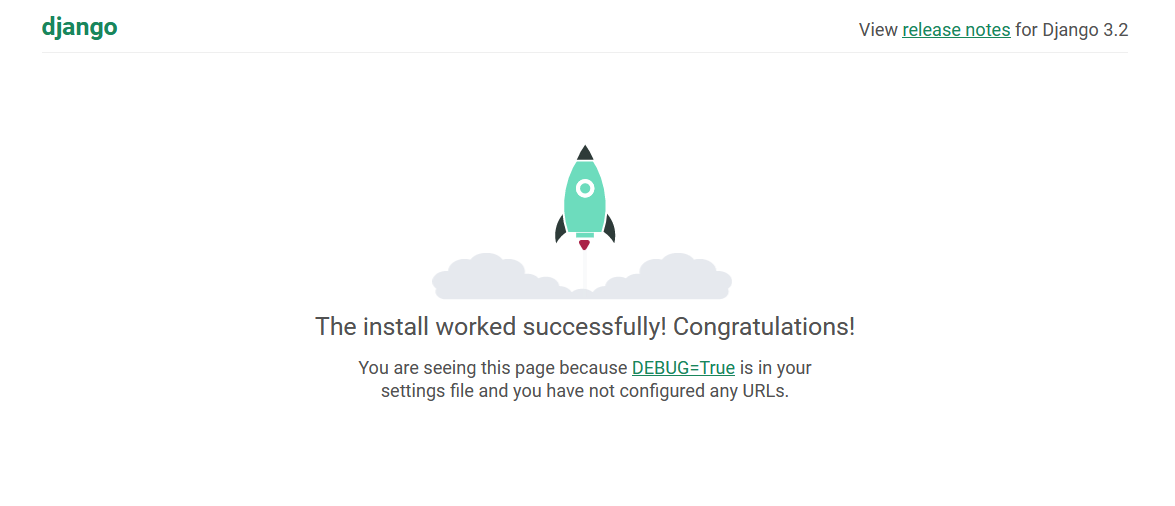 django
View release notes for Django 3.2
The install worked successfully! Congratulations!
You are seeing this page because DEBUG=True is in your
settings file and you have not configured any URLs.